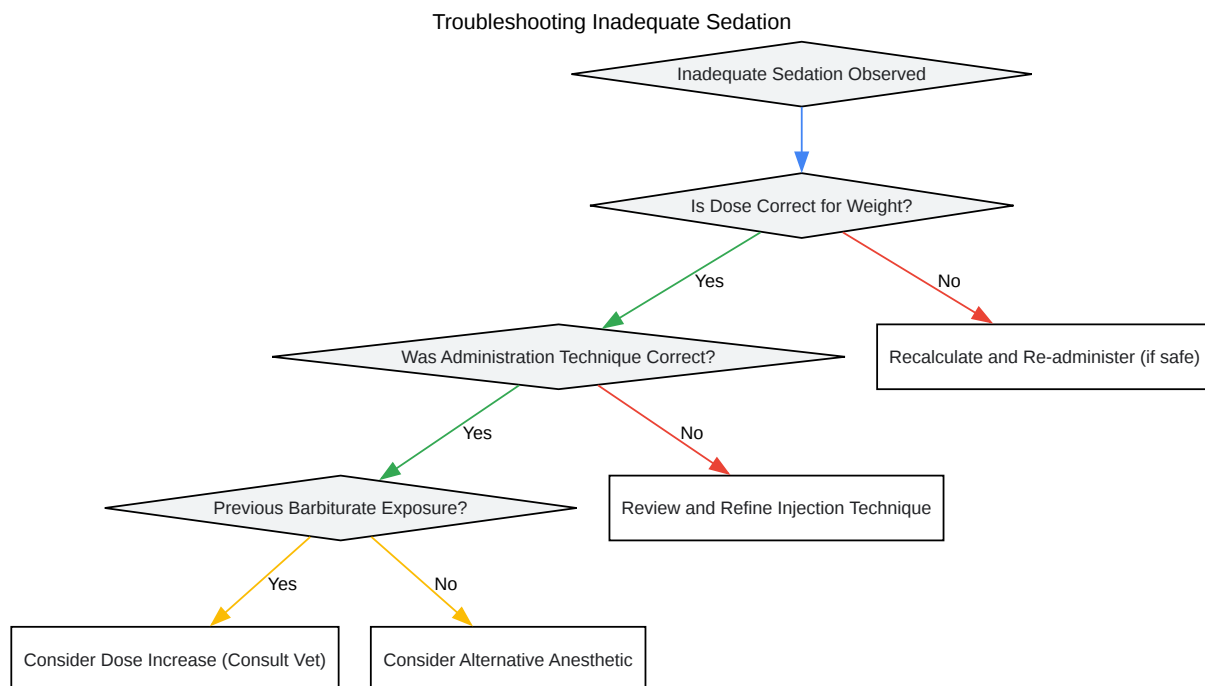 Troubleshooting Inadequate Sedation
Inadequate Sedation Observed
Is Dose Correct for Weight?
Yes
No
Was Administration Technique Correct?
Recalculate and Re-administer (if safe)
Yes
No
Previous Barbiturate Exposure?
Review and Refine Injection Technique
Yes
No
Consider Dose Increase (Consult Vet)
Consider Alternative Anesthetic